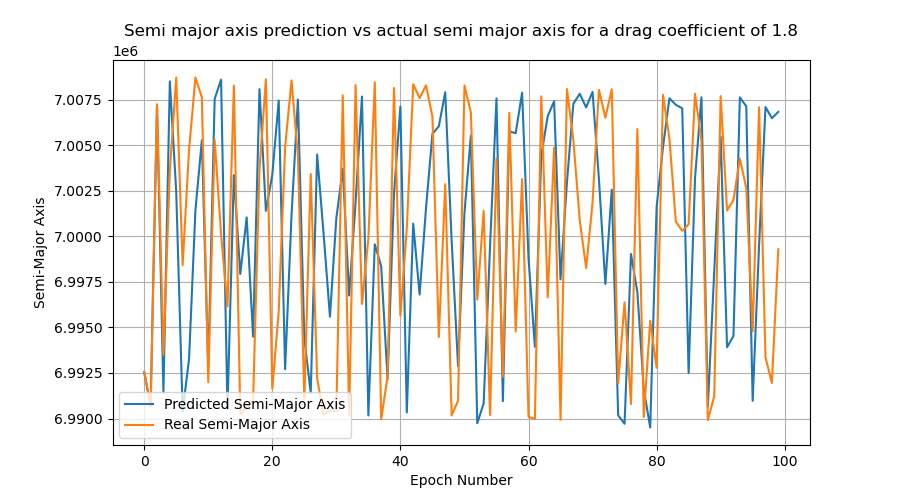 Semi major axis prediction vs actual semi major axis for a drag coefficient of 1.8
1e6
7.0075
7.0050
7.0025
7.0000
6.9975
6.9950
6.9925
6.9900
Semi-Major Axis
Predicted Semi-Major Axis
Real Semi-Major Axis
0 20 40 60 80 100
Epoch Number